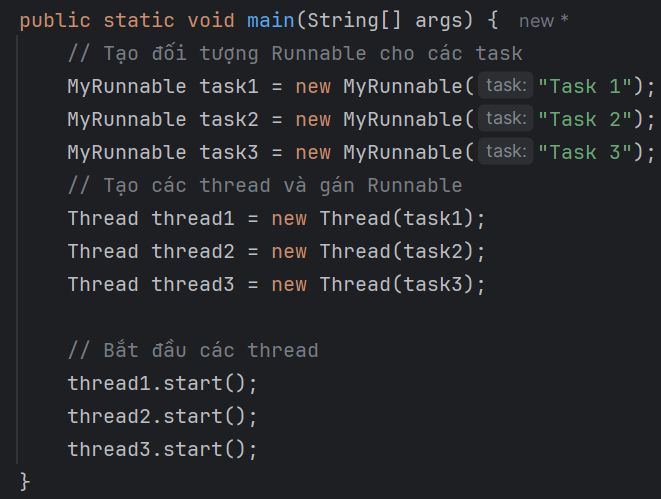 public static void main(String[] args) { new *
// Tạo đối tượng Runnable cho các task
MyRunnable task1 = new MyRunnable( task: "Task 1");
MyRunnable task2 = new MyRunnable( task: "Task 2");
MyRunnable task3 = new MyRunnable( task: "Task 3");
// Tạo các thread và gán Runnable
Thread thread1 = new Thread(task1);
Thread thread2 = new Thread(task2);
Thread thread3 = new Thread(task3);
// Bắt đầu các thread
thread1.start();
thread2.start();
thread3.start();
}